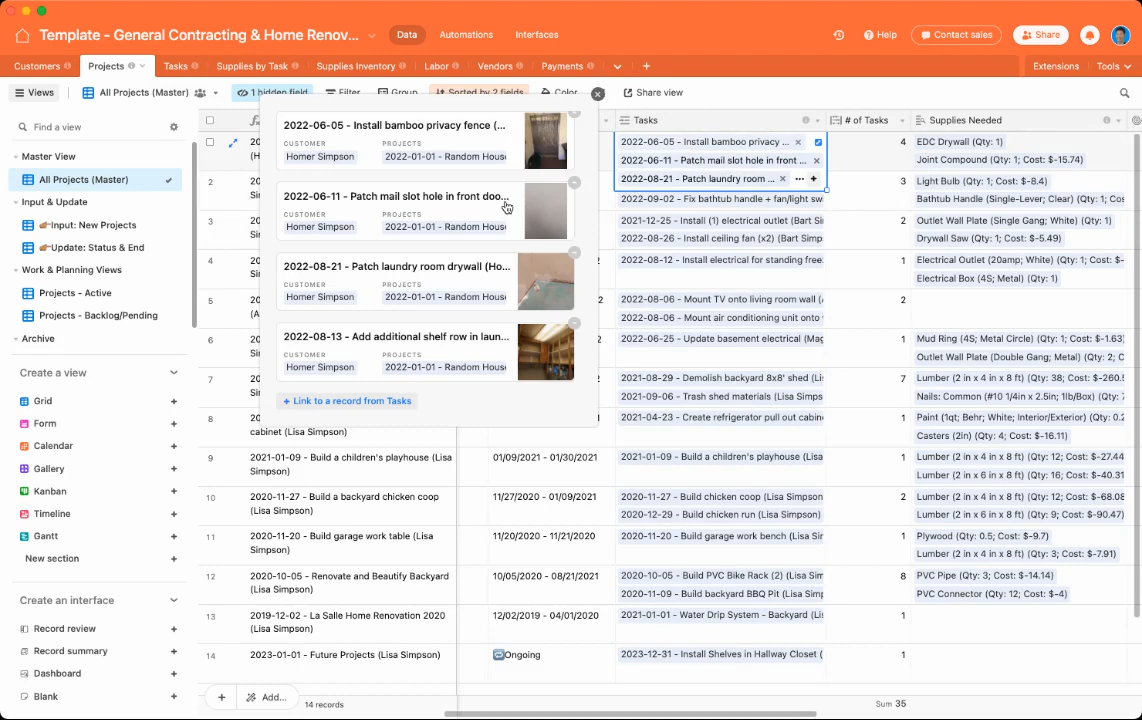 Template - General Contracting & Home Renov...
Data
Automations
Interfaces
Help
Contact sales
Share
Customers
Projects
Tasks
Supplies by Task
Supplies Inventory
Labor
Vendors
Payments
Extensions
Tools
Views
All Projects (Master)
1 hidden field
Filter
Group
Sorted by 2 fields
Color
Share view
Find a view
Master View
All Projects (Master)
Input & Update
Input: New Projects
Update: Status & End
Work & Planning Views
Projects - Active
Projects - Backlog/Pending
Archive
Create a view
Grid
Form
Calendar
Gallery
Kanban
Timeline
Gantt
New section
Create an interface
Record review
Record summary
Dashboard
Blank
2022-06-05 - Install bamboo privacy fence (...
CUSTOMER PROJECTS
Homer Simpson 2022-01-01 - Random House
2022-06-11 - Patch mail slot hole in front doo...
CUSTOMER PROJECTS
Homer Simpson 2022-01-01 - Random House
2022-08-21 - Patch laundry room drywall (Ho...
CUSTOMER PROJECTS
Homer Simpson 2022-01-01 - Random House
2022-08-13 - Add additional shelf row in laun...
CUSTOMER PROJECTS
Homer Simpson 2022-01-01 - Random House
+ Link to a record from Tasks
Tasks # of Tasks Supplies Needed
2022-06-05 - Install bamboo privacy ... 4 EDC Drywall (Qty: 1)
2022-06-11 - Patch mail slot hole in front ... Joint Compound (Qty: 1; Cost: $-15.74)
2022-08-21 - Patch laundry room ...
2 3 Light Bulb (Qty: 1; Cost: $-8.4)
2022-09-02 - Fix bathtub handle + fan/light sw Bathtub Handle (Single-Lever; Clear) (Qty: 1; Cos
3 2021-12-25 - Install (1) electrical outlet (Bart Si 2 Outlet Wall Plate (Single Gang; White) (Qty: 1)
2022-08-26 - Install ceiling fan (x2) (Bart Simp Drywall Saw (Qty: 1; Cost: $-5.49)
4 2022-08-12 - Install electrical for standing free 1 Electrical Outlet (20amp; White) (Qty: 1; Cost: $-
Electrical Box (4S; Metal) (Qty: 1)
5 2022-08-06 - Mount TV onto living room wall ( 2
2022-08-06 - Mount air conditioning unit onto
6 2022-06-25 - Update basement electrical (Mag 1 Mud Ring (4S; Metal Circle) (Qty: 1; Cost: $-1.63)
Outlet Wall Plate (Double Gang; Metal) (Qty: 2; C
7 2021-08-29 - Demolish backyard 8x8' shed (Lis 7 Lumber (2 in x 4 in x 8 ft) (Qty: 38; Cost: $-260.
2021-09-06 - Trash shed materials (Lisa Simps Nails: Common (#10 1/4in x 2.5in; 1lb/Box) (Qty:
8 2021-04-23 - Create refrigerator pull out cabin 1 Paint (1qt; Behr; White; Interior/Exterior) (Qty: 0.2
cabinet (Lisa Simpson) Casters (2in) (Qty: 4; Cost: $-16.11)
9 2021-01-09 - Build a children's playhouse (Lisa 01/09/2021 - 01/30/2021 2021-01-09 - Build a children's playhouse (Lisa 1 Lumber (2 in x 4 in x 8 ft) (Qty: 12; Cost: $-27.44
Simpson) Lumber (2 in x 6 in x 8 ft) (Qty: 16; Cost: $-40.31
10 2020-11-27 - Build a backyard chicken coop 11/27/2020 - 01/09/2021 2020-11-27 - Build chicken coop (Lisa Simpson 2 Lumber (2 in x 4 in x 8 ft) (Qty: 12; Cost: $-68.08
(Lisa Simpson) 2020-12-29 - Build chicken run (Lisa Simpson) Lumber (2 in x 6 in x 8 ft) (Qty: 9; Cost: $-90.47)
11 2020-11-20 - Build garage work table (Lisa 11/20/2020 - 11/21/2020 2020-11-20 - Build garage work bench (Lisa Sir 1 Plywood (Qty: 0.5; Cost: $-9.7)
Simpson) Lumber (2 in x 4 in x 8 ft) (Qty: 3; Cost: $-7.91)
12 2020-10-05 - Renovate and Beautify Backyard 10/05/2020 - 08/21/2021 2020-10-05 - Build PVC Bike Rack (2) (Lisa Sim 8 PVC Pipe (Qty: 3; Cost: $-14.14)
(Lisa Simpson) 2020-11-09 - Build backyard BBQ Pit (Lisa Simp PVC Connector (Qty: 12; Cost: $-4)
13 2019-12-02 - La Salle Home Renovation 2020 12/02/2019 - 04/01/2020 2021-01-01 - Water Drip System - Backyard (Li 1
(Lisa Simpson)
14 2023-01-01 - Future Projects (Lisa Simpson) Ongoing 2023-12-31 - Install Shelves in Hallway Closet ( 1
+ Add...
14 records
Sum 35